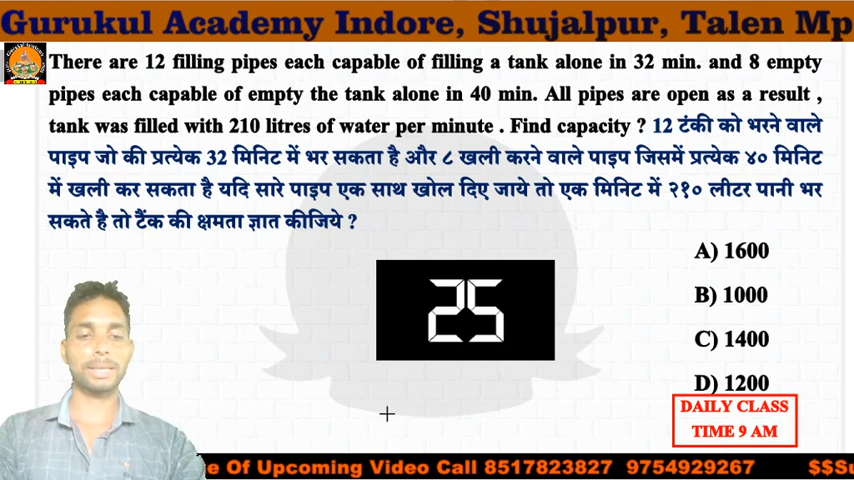 Gurukul Academy Indore, Shujalpur, Talen Mp
There are 12 filling pipes each capable of filling a tank alone in 32 min. and 8 empty
pipes each capable of empty the tank alone in 40 min. All pipes are open as a result ,
tank was filled with 210 litres of water per minute . Find capacity ? 12 टंकी को भरने वाले
पाइप जो की प्रत्येक 32 मिनिट में भर सकता है और ८ खली करने वाले पाइप जिसमें प्रत्येक ४० मिनिट
में खली कर सकता है यदि सारे पाइप एक साथ खोल दिए जाये तो एक मिनिट में २१० लीटर पानी भर
सकते है तो टैंक की क्षमता ज्ञात कीजिये ?
A) 1600
25
B) 1000
C) 1400
D) 1200
DAILY CLASS
TIME 9 AM
Of Upcoming Video Call 8517823827 9754929267 $$Su